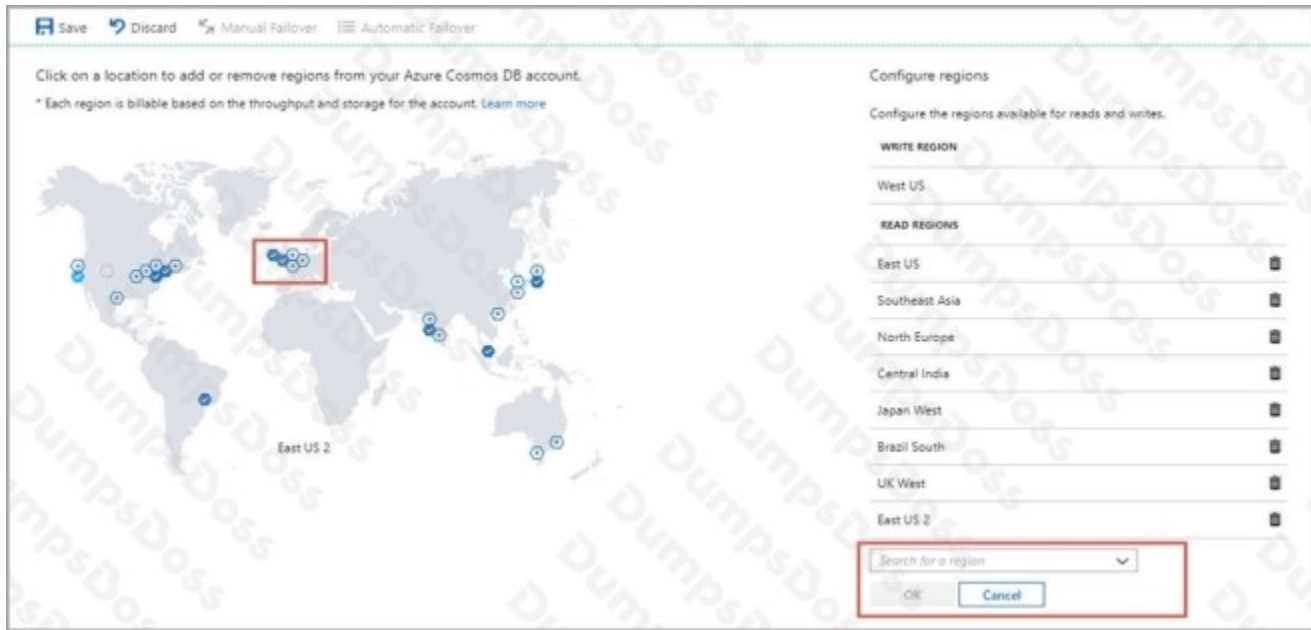 Save Discard Manual Failover Automatic Failover
Click on a location to add or remove regions from your Azure Cosmos DB account.
* Each region is billable based on the throughput and storage for the account. Learn more
East US 2
Configure regions
Configure the regions available for reads and writes.
WRITE REGION
West US
READ REGIONS
East US
Southeast Asia
North Europe
Central India
Japan West
Brazil South
UK West
East US 2
Search for a region
OK Cancel
DumpsDoss